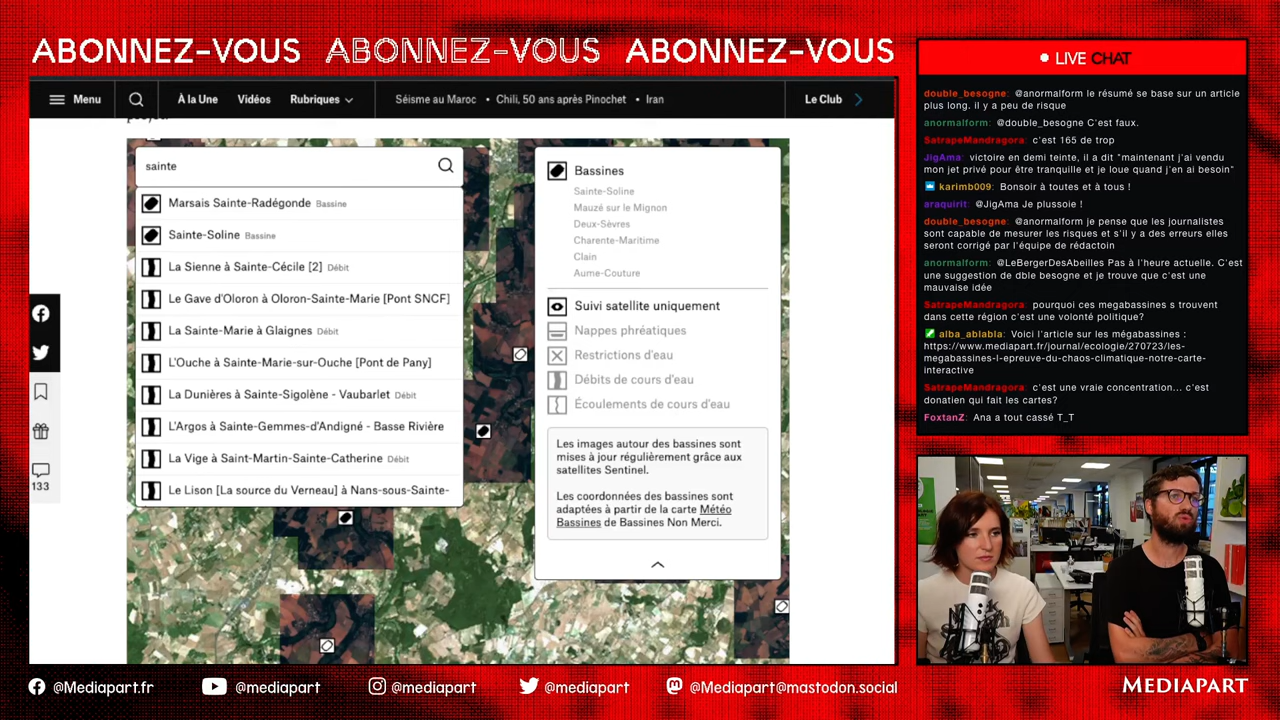 ABONNEZ-VOUS ABONNEZ-VOUS ABONNEZ-VOUS
Menu
À la Une
Vidéos
Rubriques
Séisme au Maroc • Chili, 50 ans après Pinochet • Iran
Le Club
sainte
Marsais Sainte-Radégonde Bassine
Sainte-Soline Bassine
La Sienne à Sainte-Cécile [2] Débit
Le Gave d'Oloron à Oloron-Sainte-Marie [Pont SNCF]
La Sainte-Marie à Glaignes Débit
L'Ouche à Sainte-Marie-sur-Ouche [Pont de Pany]
La Dunières à Sainte-Sigolène - Vaubarlet Débit
L'Argos à Sainte-Gemmes-d'Andigné - Basse Rivière
La Vige à Saint-Martin-Sainte-Catherine Débit
Le Lison [La source du Verneau] à Nans-sous-Sainte-
Bassines
Sainte-Soline
Mauzé sur le Mignon
Deux-Sèvres
Charente-Maritime
Clain
Aume-Couture
Suivi satellite uniquement
Nappes phréatiques
Restrictions d'eau
Débits de cours d'eau
Écoulements de cours d'eau
Les images autour des bassines sont
mises à jour régulièrement grâce aux
satellites Sentinel.
Les coordonnées des bassines sont
adaptées à partir de la carte Météo
Bassines de Bassines Non Merci.
133
LIVE CHAT
double_besogne: @anormalform le résumé se base sur un article
plus long. il y a peu de risque
anormalform: @double_besogne C'est faux.
SatrapeMandragora: c'est 165 de trop
JigAma: victoire en demi teinte, il a dit "maintenant j'ai vendu
mon jet privé pour être tranquille et je loue quand j'en ai besoin"
karimb009: Bonsoir à toutes et à tous !
araquirit: @JigAma Je plussoie !
double_besogne: @anormalform je pense que les journalistes
sont capable de mesurer les risques et s'il y a des erreurs elles
seront corrigé par l'équipe de rédactoin
anormalform: @LeBergerDesAbeilles Pas à l'heure actuelle. C'est
une suggestion de dble besogne et je trouve que c'est une
mauvaise idée
SatrapeMandragora: pourquoi ces megabassines s trouvent
dans cette région c'est une volonté politique?
alba_ablabla: Voici l'article sur les mégabassines :
https://www.mediapart.fr/journal/ecologie/270723/les-
megabassines-l-epreuve-du-chaos-climatique-notre-carte-
interactive
SatrapeMandragora: c'est une vraie concentration... c'est
donatien qui fait les cartes?
FoxtanZ: Ana a tout cassé T_T
@Mediapart.fr
@mediapart
@mediapart
@mediapart
@Mediapart@mastodon.social
MEDIAPART